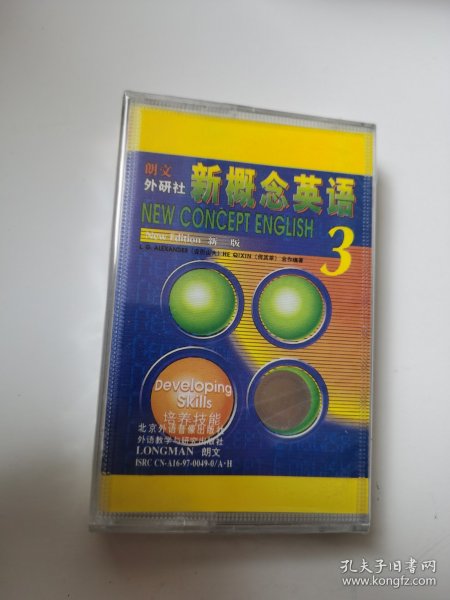 朗文
外研社
新概念英语
NEW CONCEPT ENGLISH
New Edition 新 版
3
L. G. ALEXANDER (亚历山大) HE QIXIN (何其莘) 合作编著
Developing
Skills
培养技能
北京外语音像出版社
外语教学与研究出版社
LONGMAN 朗文
ISRC CN-A16-97-0049-0/A·H
孔夫子旧书网
www.kongfz.com